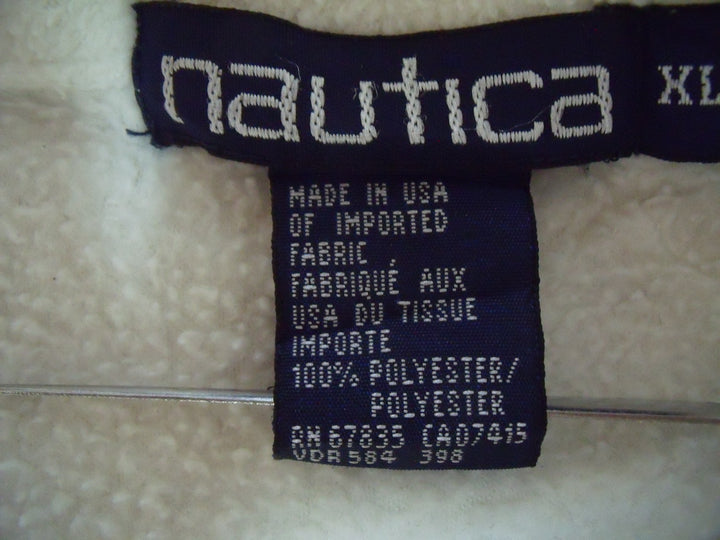 nautica XL
MADE IN USA
OF IMPORTED
FABRIC
FABRIQUÉ AUX
USA DU TISSUE
IMPORTE
100% POLYESTER/
POLYESTER
RN 67835 CA07415
VDR584 398